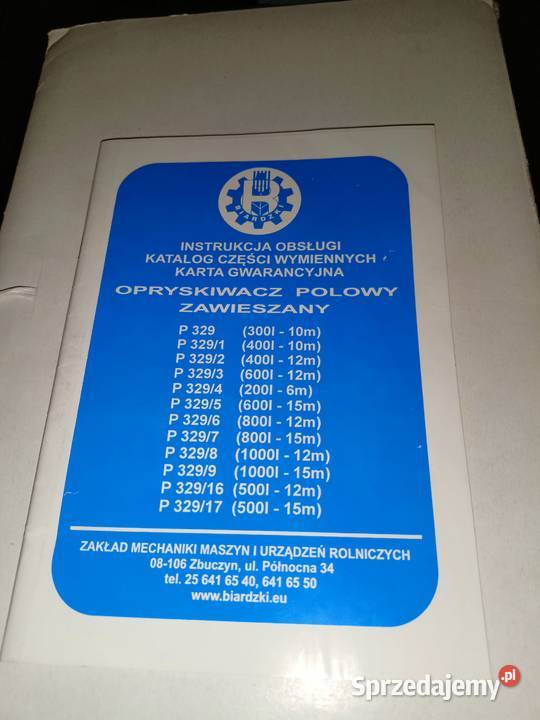 B
BIARDZKI
INSTRUKCJA OBSŁUGI
KATALOG CZĘŚCI WYMIENNYCH
KARTA GWARANCYJNA
OPRYSKIWACZ POLOWY
ZAWIESZANY
P 329 (300l - 10m)
P 329/1 (400l - 10m)
P 329/2 (400l - 12m)
P 329/3 (600l - 12m)
P 329/4 (200l - 6m)
P 329/5 (600l - 15m)
P 329/6 (800l - 12m)
P 329/7 (800l - 15m)
P 329/8 (1000l - 12m)
P 329/9 (1000l - 15m)
P 329/16 (500l - 12m)
P 329/17 (500l - 15m)
ZAKŁAD MECHANIKI MASZYN I URZĄDZEŃ ROLNICZYCH
08-106 Zbuczyn, ul. Północna 34
tel. 25 641 65 40, 641 65 50
www.biardzki.eu
Sprzedajemy.pl